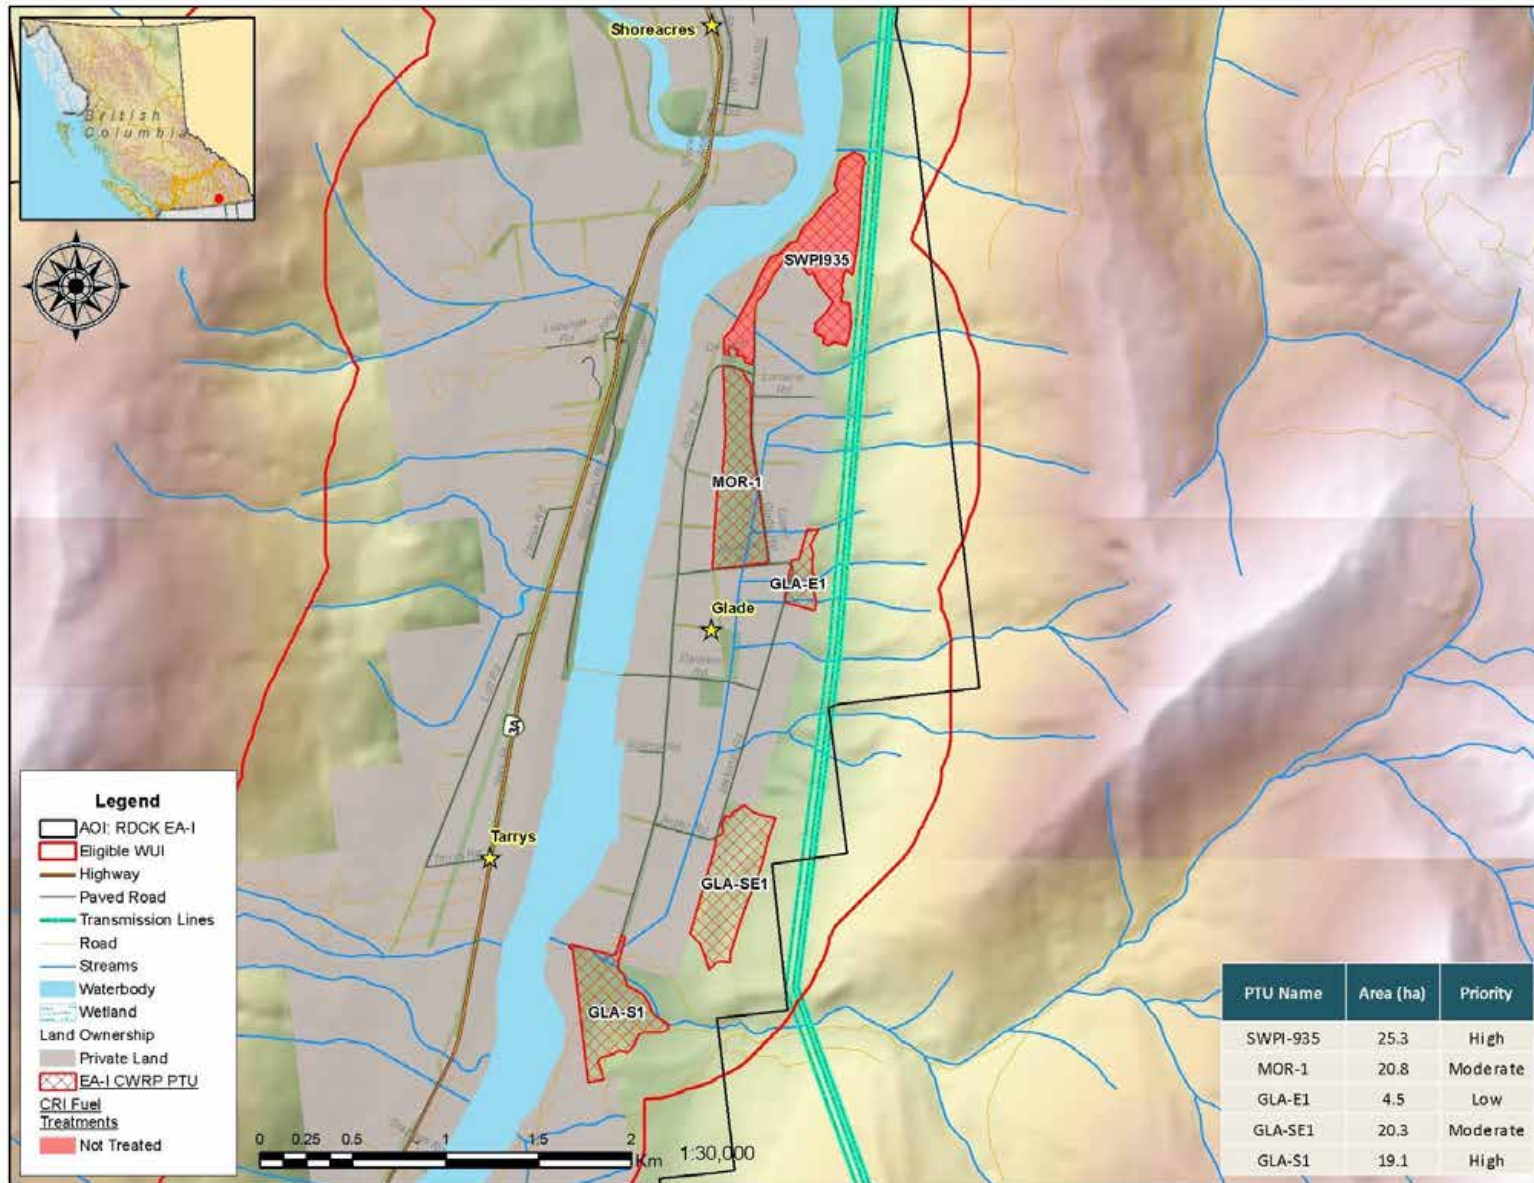 Shoreacres
British
Columbia
SWPI935
MOR-1
GLA-E1
Glade
3A
Tarrys
GLA-SE1
GLA-S1
Legend
AOI: RDCK EA-I
Eligible WUI
Highway
Paved Road
Transmission Lines
Road
Streams
Waterbody
Wetland
Land Ownership
Private Land
EA-I CWRP PTU
CRI Fuel
Treatments
Not Treated
0 0.25 0.5 1 1.5 2
Km 1:30,000
PTU Name Area (ha) Priority
SWPI-935 25.3 High
MOR-1 20.8 Moderate
GLA-E1 4.5 Low
GLA-SE1 20.3 Moderate
GLA-S1 19.1 High